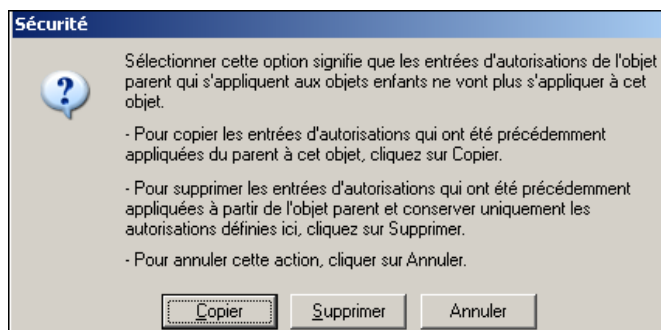 Sécurité
Sélectionner cette option signifie que les entrées d'autorisations de l'objet
parent qui s'appliquent aux objets enfants ne vont plus s'appliquer à cet
objet.
- Pour copier les entrées d'autorisations qui ont été précédemment
appliquées du parent à cet objet, cliquez sur Copier.
- Pour supprimer les entrées d'autorisations qui ont été précédemment
appliquées à partir de l'objet parent et conserver uniquement les
autorisations définies ici, cliquez sur Supprimer.
- Pour annuler cette action, cliquer sur Annuler.
Copier Supprimer Annuler